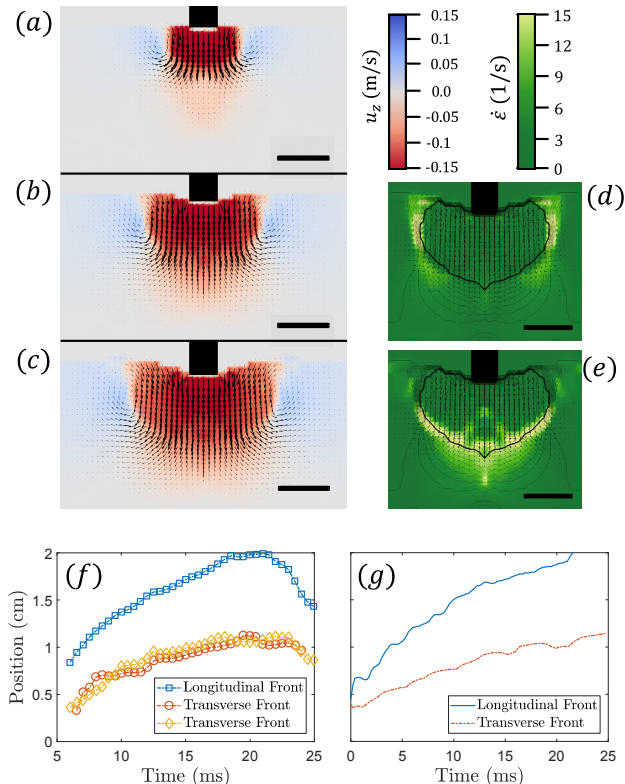 (a)
(b)
(c)
0.15
0.10
0.05
0.0
-0.05
-0.1
-0.15
u_z (m/s)
15
12
9
6
3
0
ε̇ (1/s)
(d)
(e)
(f)
2
1.5
1
0.5
0
Position (cm)
5 10 15 20 25
Time (ms)
Longitudinal Front
Transverse Front
Transverse Front
(g)
0 5 10 15 20 25
Time (ms)
Longitudinal Front
Transverse Front